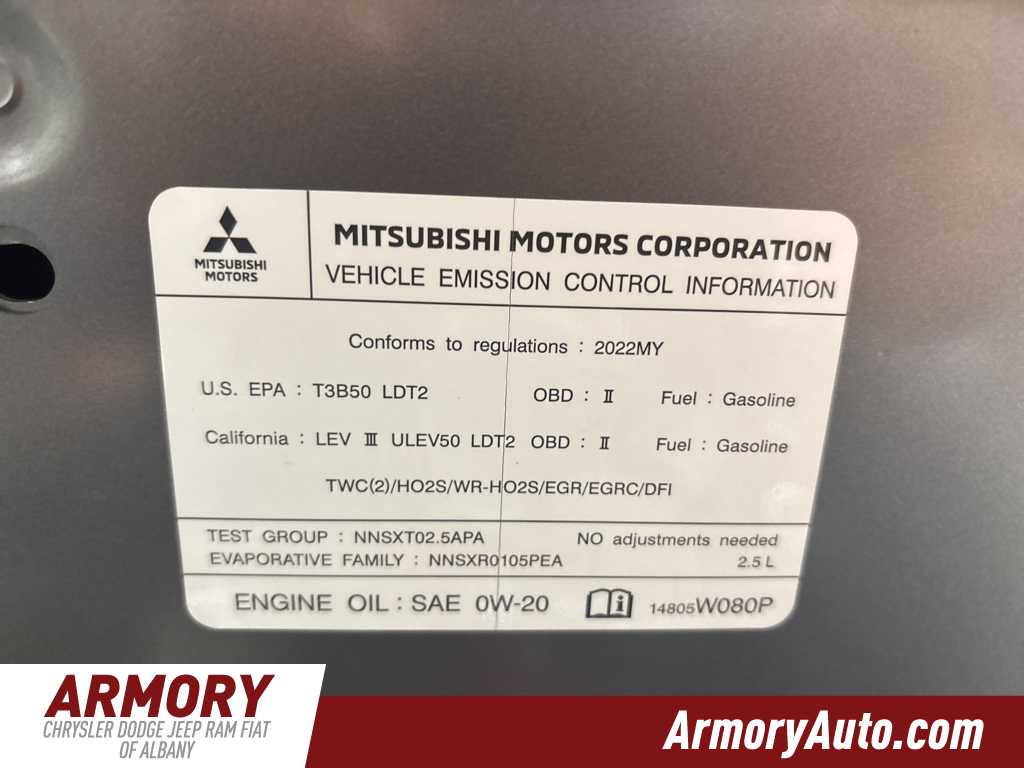 MITSUBISHI
MOTORS
MITSUBISHI MOTORS CORPORATION
VEHICLE EMISSION CONTROL INFORMATION
Conforms to regulations : 2022MY
U.S. EPA : T3B50 LDT2 OBD : Ⅱ Fuel : Gasoline
California : LEV Ⅲ ULEV50 LDT2 OBD : Ⅱ Fuel : Gasoline
TWC(2)/HO2S/WR-HO2S/EGR/EGRC/DFI
TEST GROUP : NNSXT02.5APA NO adjustments needed
EVAPORATIVE FAMILY : NNSXR0105PEA 2.5 L
ENGINE OIL : SAE 0W-20 14805W080P
ARMORY
CHRYSLER DODGE JEEP RAM FIAT
OF ALBANY
ArmoryAuto.com